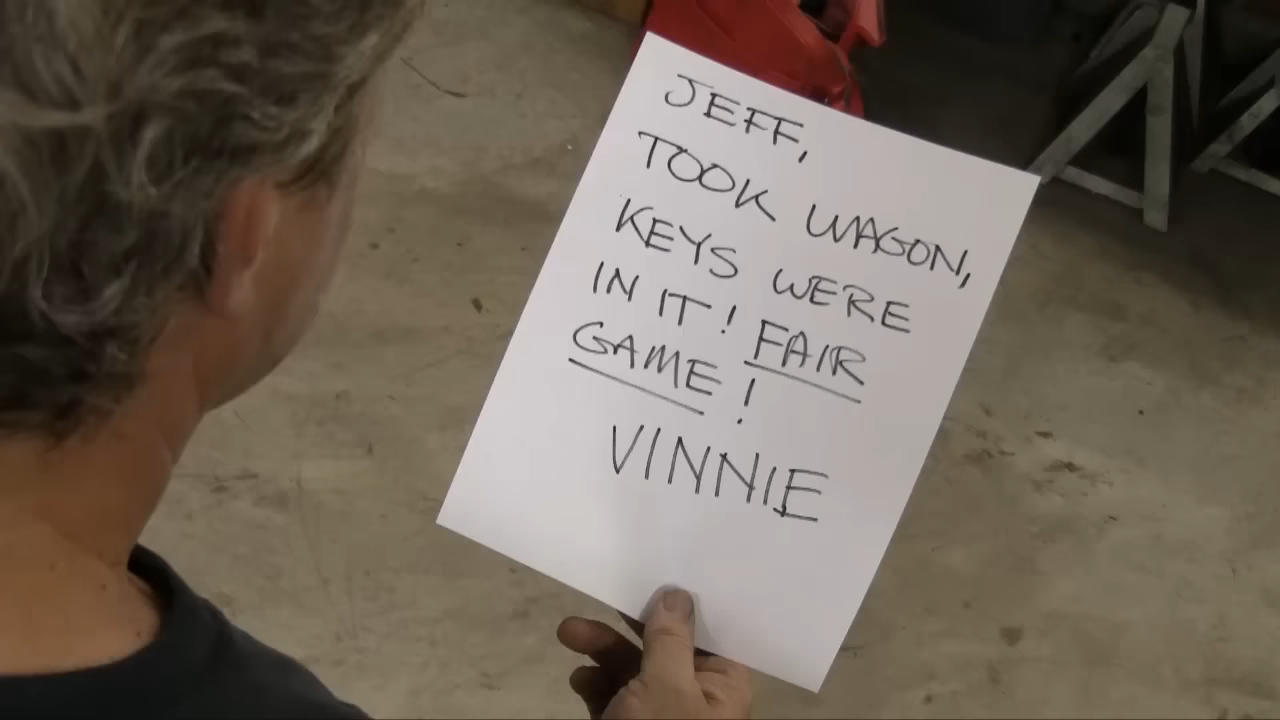 JEFF,
TOOK WAGON,
KEYS WERE
IN IT! FAIR
GAME!
VINNIE